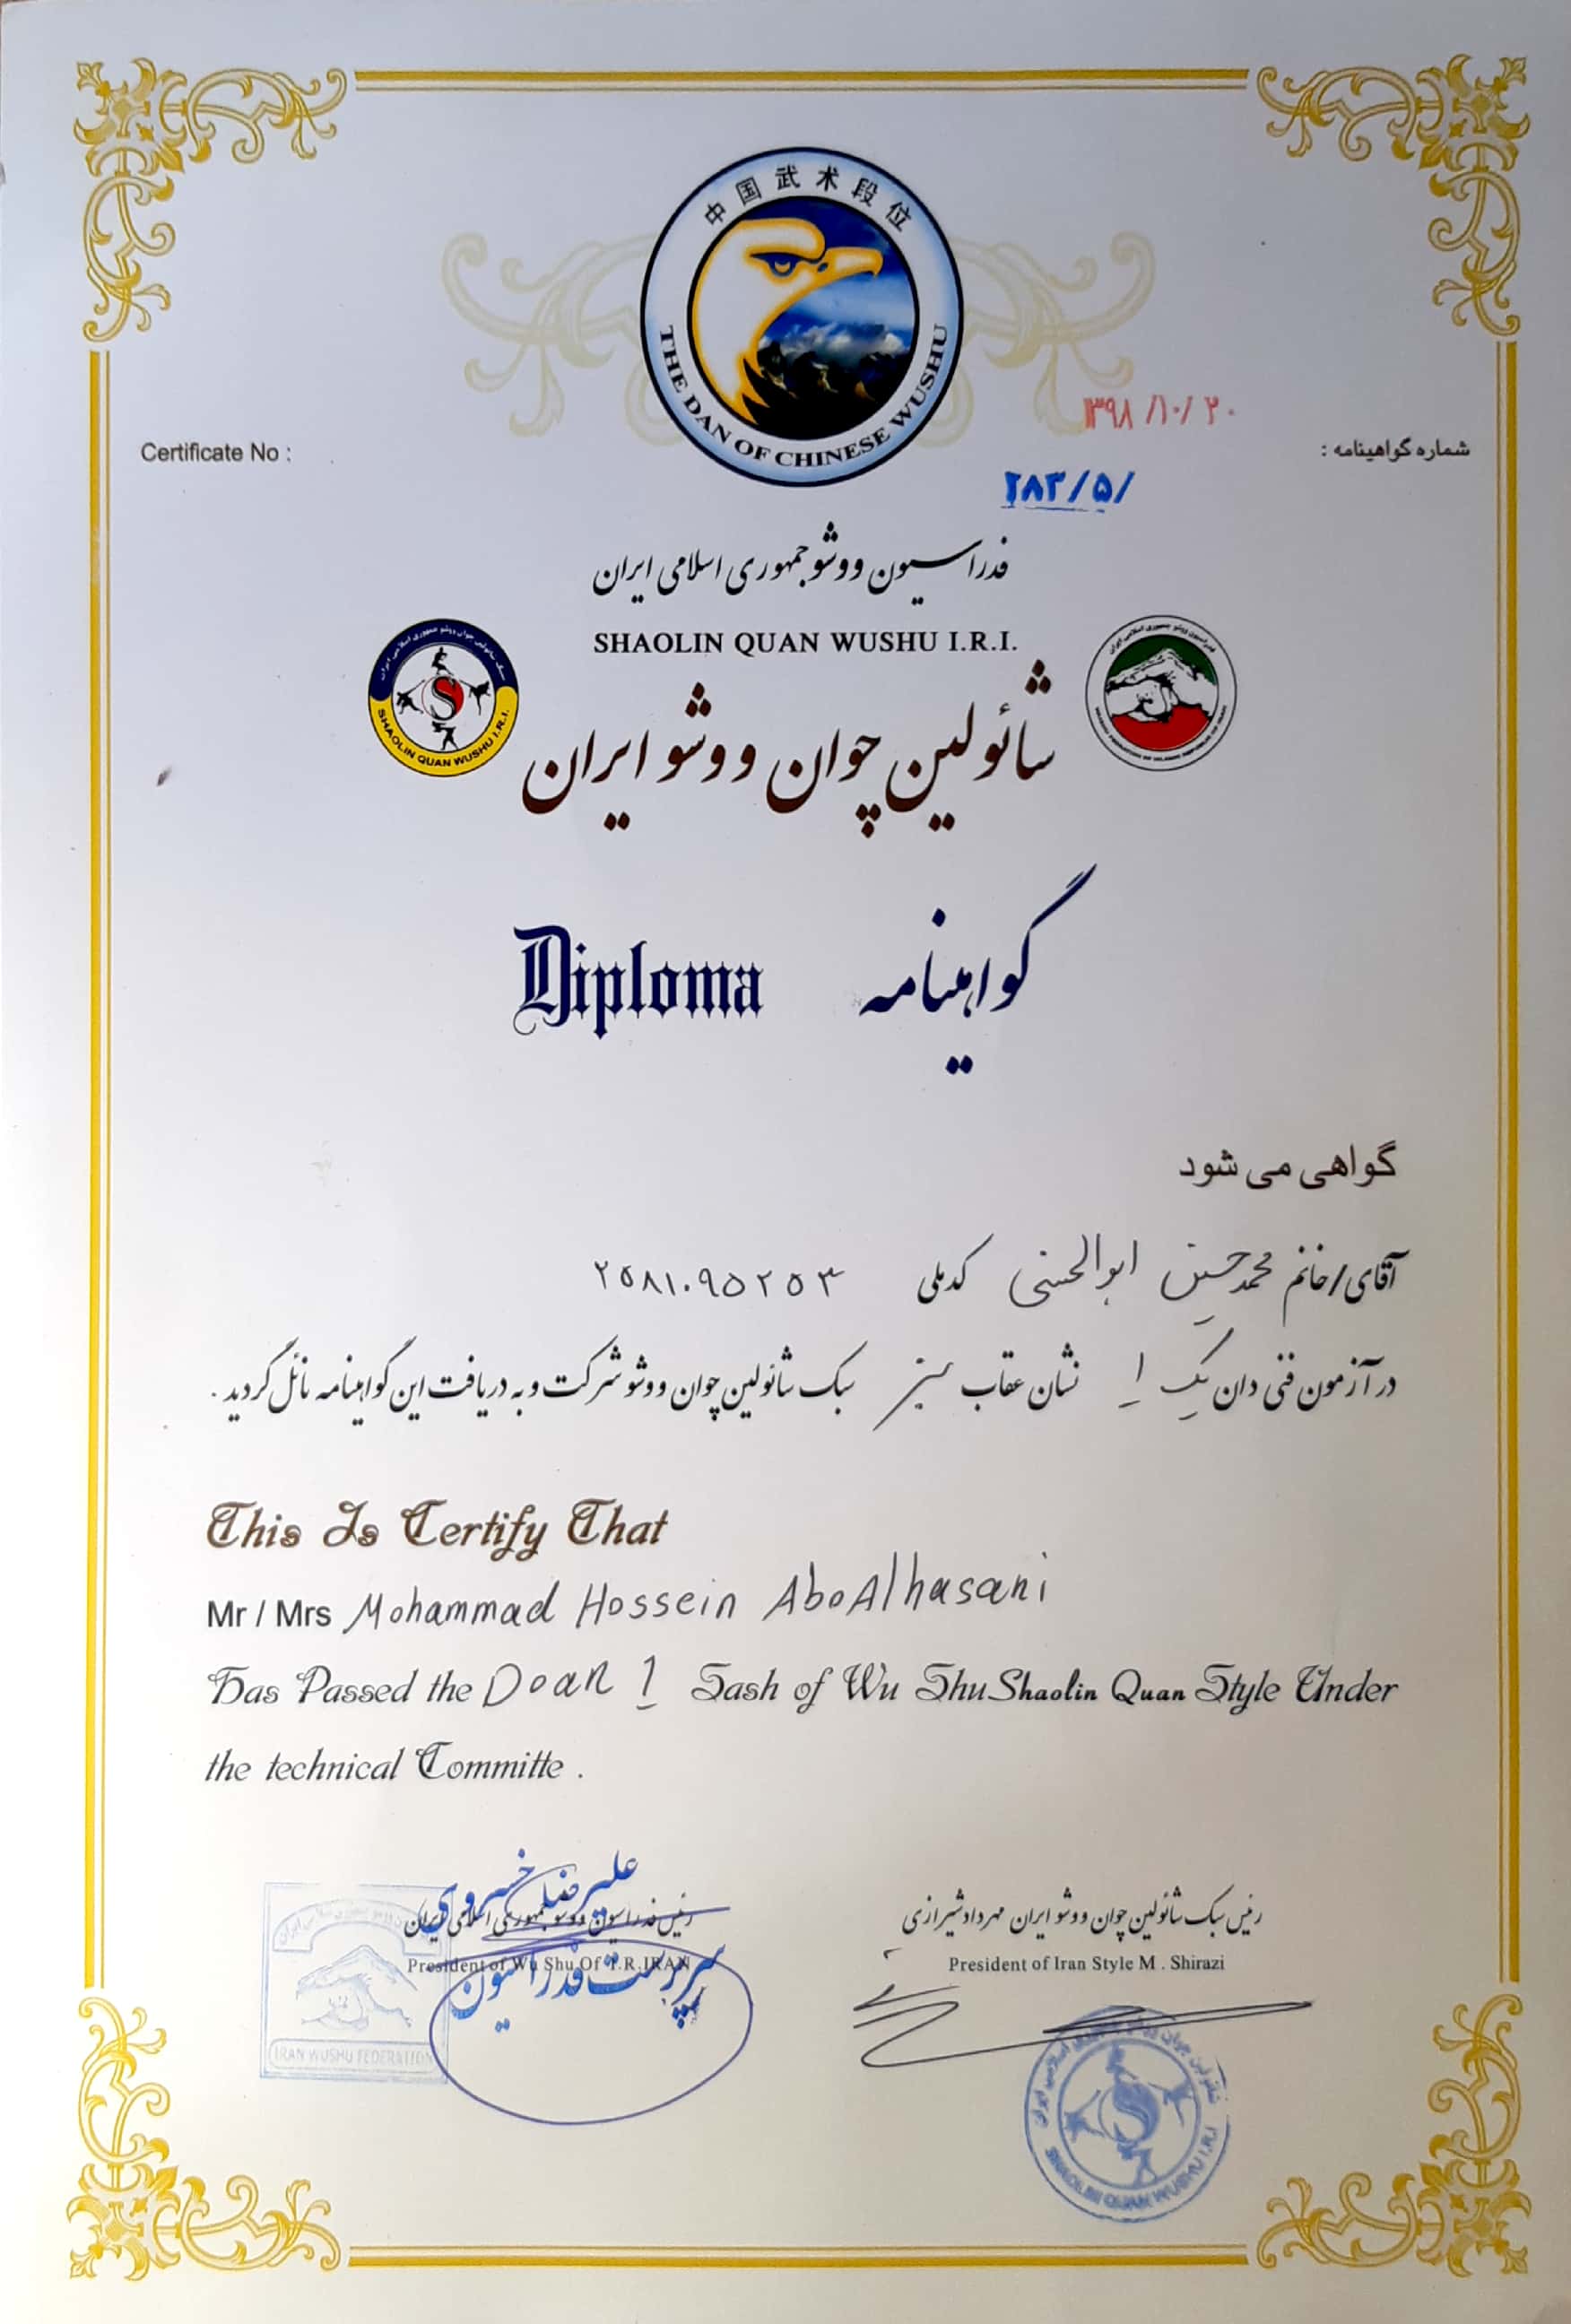 中国武术段位
THE DAN OF CHINESE WUSHU
۱۳۹۸/۱۰/۲۰
Certificate No :
شماره گواهینامه :
۲۸۳/۵/
فدراسیون ووشو جمهوری اسلامی ایران
SHAOLIN QUAN WUSHU I.R.I.
SHAOLIN QUAN WUSHU I.R.I.
شائولین چوان ووشو ایران
Diploma گواهینامه
گواهی می شود
آقای/خانم محمدحسین ابوالحسنی کد ملی ۲۵۸۱۰۹۵۲۵۳
در آزمون فنی دان یک ۱ نشان عقاب سبز سبک شائولین چوان ووشو شرکت و به دریافت این گواهینامه نائل گردید .
This Is Certify That
Mr / Mrs Mohammad Hossein AboAlhasani
Has Passed the Doan 1 Sash of Wu Shu Shaolin Quan Style Under
the technical Committe .
علیرضا خسروی
رئیس فدراسیون ووشو جمهوری اسلامی ایران
President of Wu Shu Of I.R.IRAN
سرپرست فدراسیون
IRAN WUSHU FEDERATION
رئیس سبک شائولین چوان ووشو ایران مهرداد شیرازی
President of Iran Style M . Shirazi
SHAOLIN QUAN WUSHU I.R.I